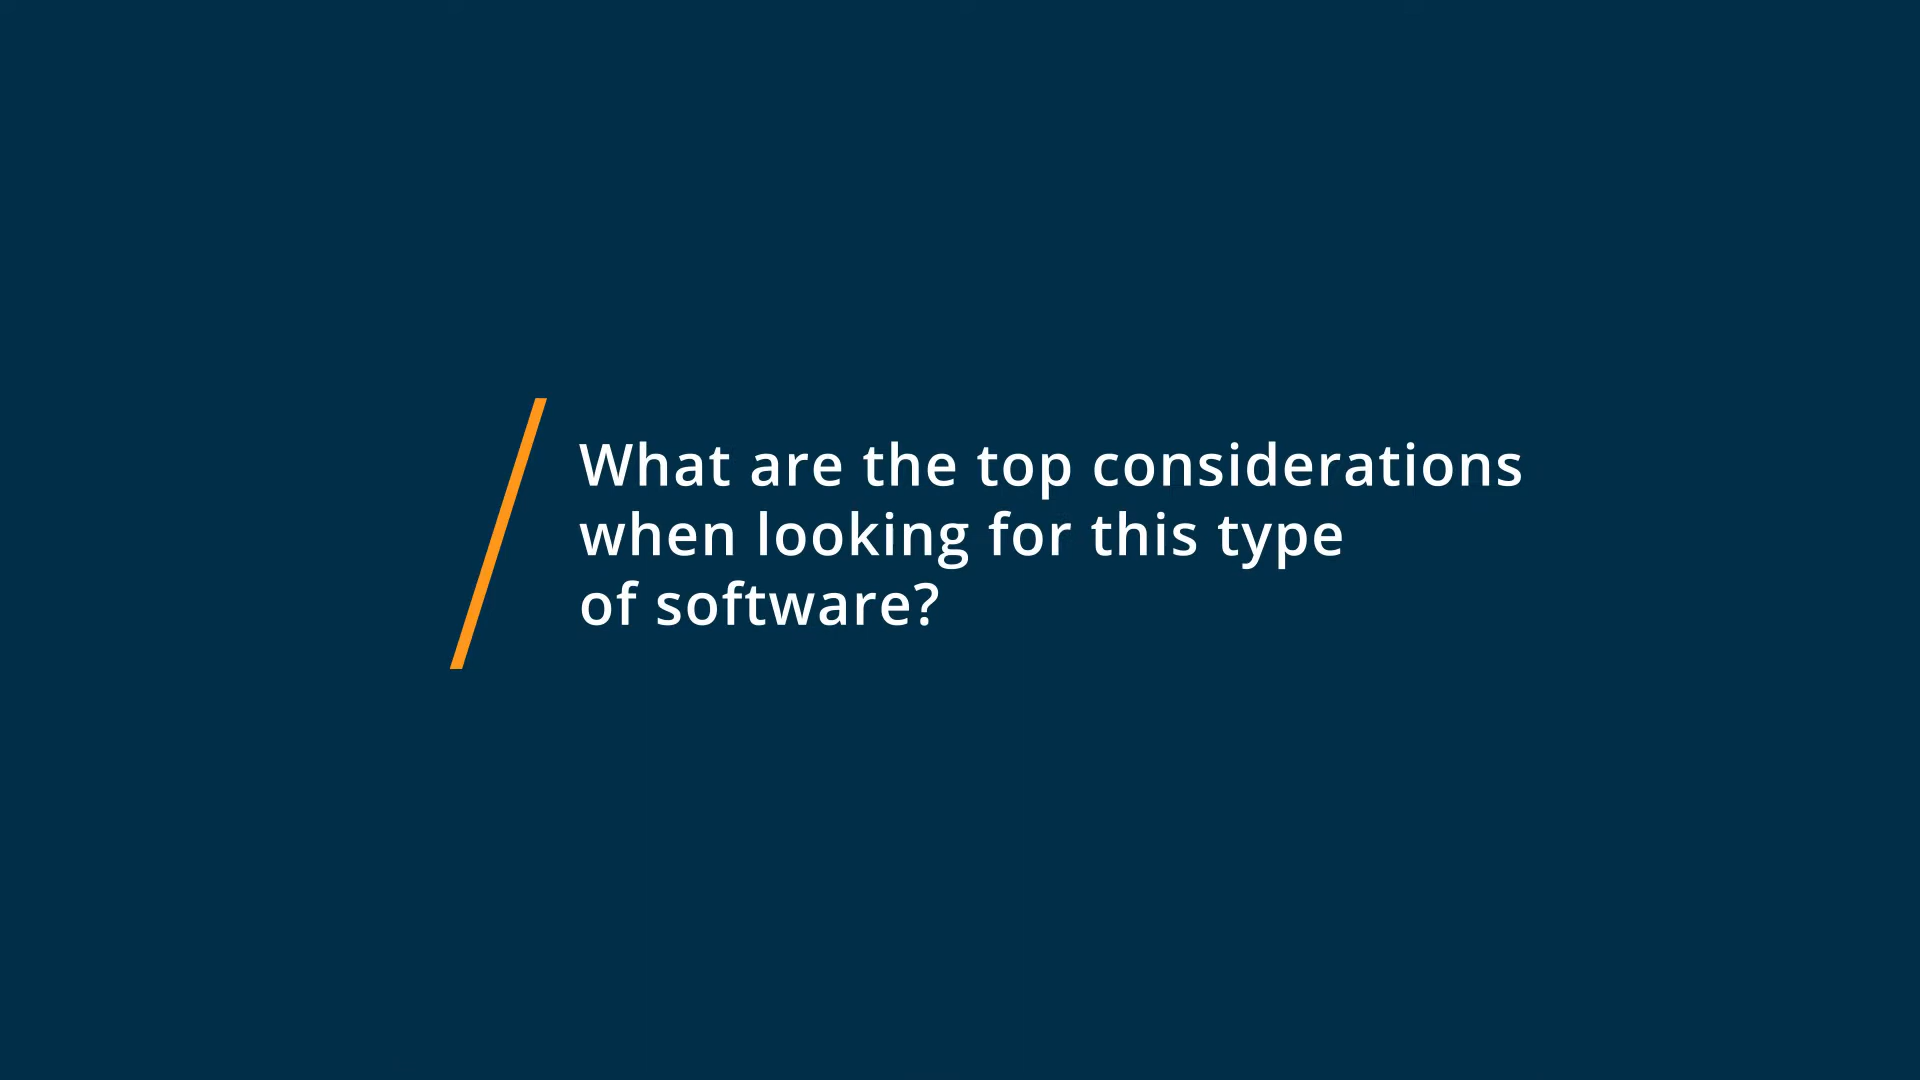 What are the top considerations
when looking for this type
of software?